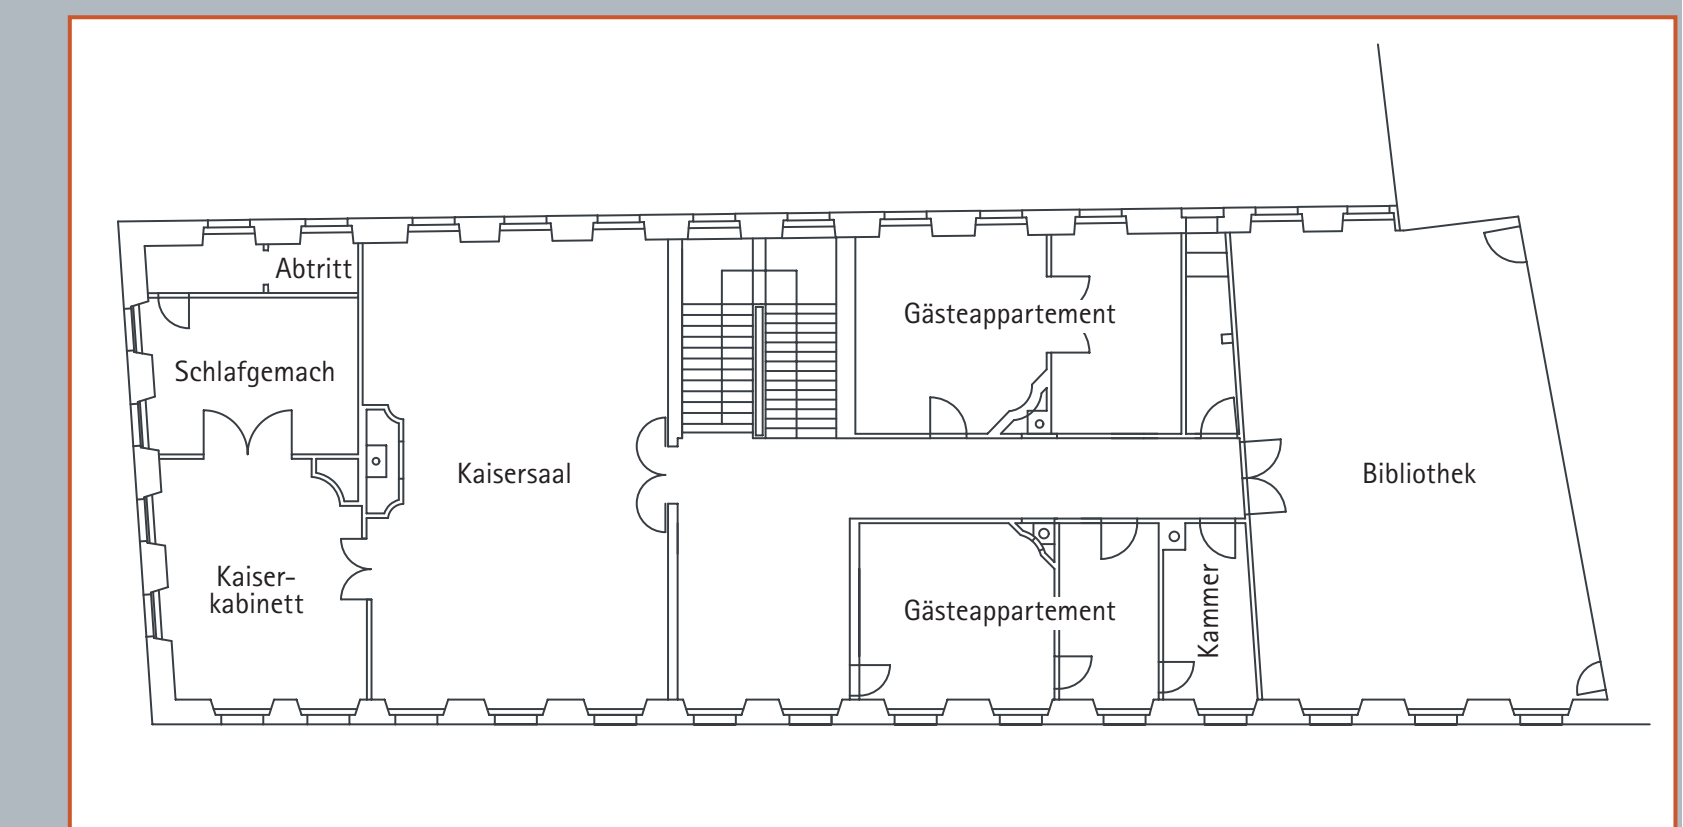 Abtritt
Schlafgemach
Kaiser-
kabinett
Kaisersaal
Gästeappartement
Gästeappartement
Kammer
Bibliothek